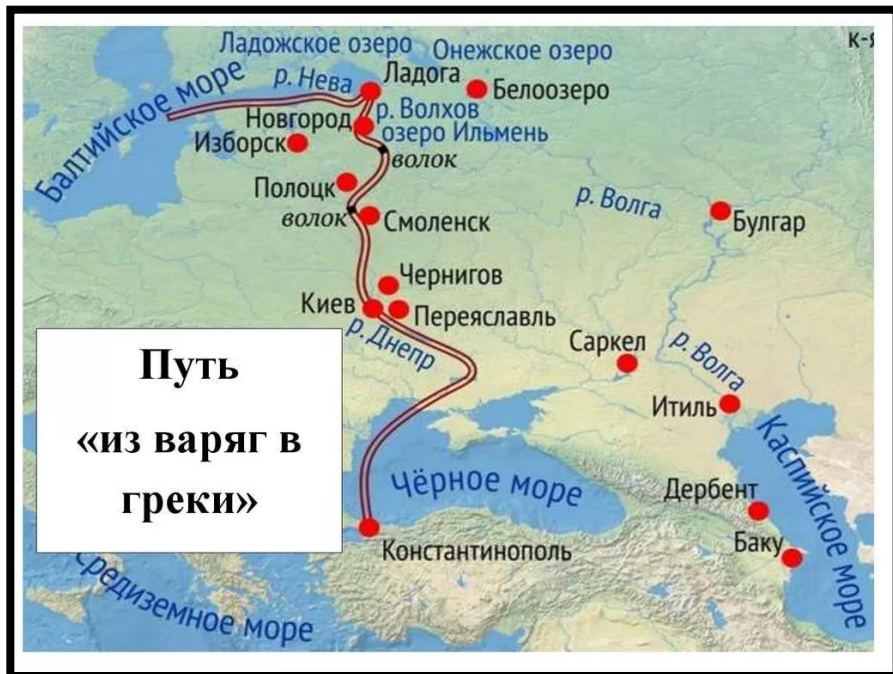 Ладожское озеро
Онежское озеро
к-я
р. Нева
Ладога
Белоозеро
Балтийское море
р. Волхов
Новгород
озеро Ильмень
Изборск
волок
Полоцк
р. Волга
волок
Смоленск
Булгар
Чернигов
Киев
Переяславль
р. Днепр
Саркел
р. Волга
Итиль
Путь
«из варяг в
греки»
Каспийское море
Чёрное море
Дербент
Константинополь
Баку
Средиземное море